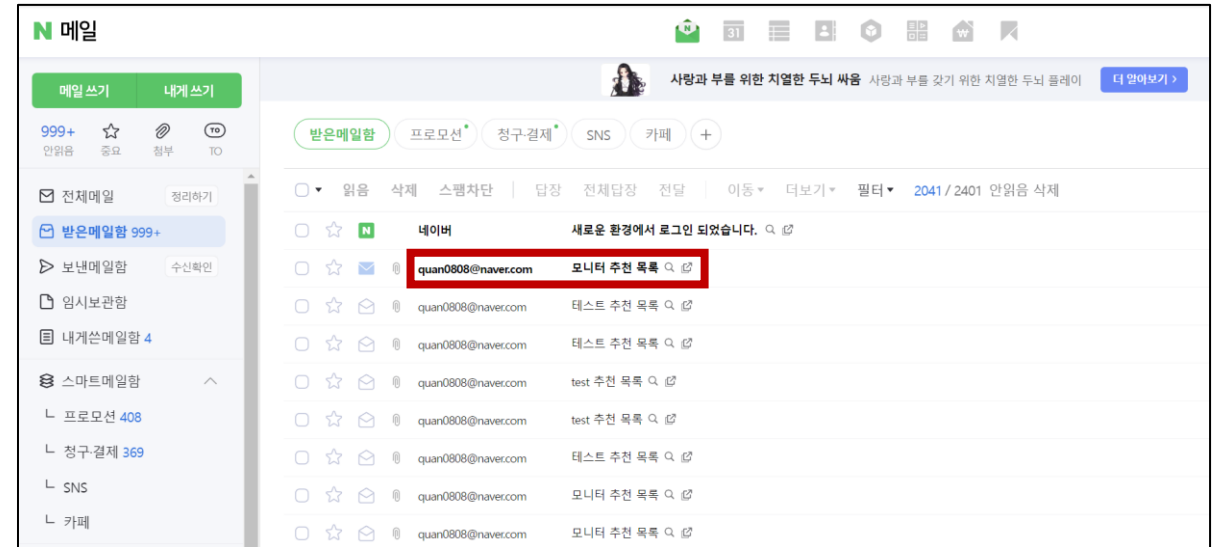 N 메일
31
사랑과 부를 위한 치열한 두뇌 싸움 사랑과 부를 갖기 위한 치열한 두뇌 플레이 더 알아보기 >
메일 쓰기 내게 쓰기
999+ 안읽음 중요 첨부 TO TO
받은메일함 프로모션 청구·결제 SNS 카페 +
읽음 삭제 스팸차단 답장 전체답장 전달 이동 더보기 필터 2041 / 2401 안읽음 삭제
전체메일 정리하기
받은메일함 999+
보낸메일함 수신확인
임시보관함
내게쓴메일함 4
스마트메일함
프로모션 408
청구·결제 369
SNS
카페
N 네이버 새로운 환경에서 로그인 되었습니다.
quan0808@naver.com 모니터 추천 목록
quan0808@naver.com 테스트 추천 목록
quan0808@naver.com 테스트 추천 목록
quan0808@naver.com test 추천 목록
quan0808@naver.com test 추천 목록
quan0808@naver.com 테스트 추천 목록
quan0808@naver.com 모니터 추천 목록
quan0808@naver.com 모니터 추천 목록